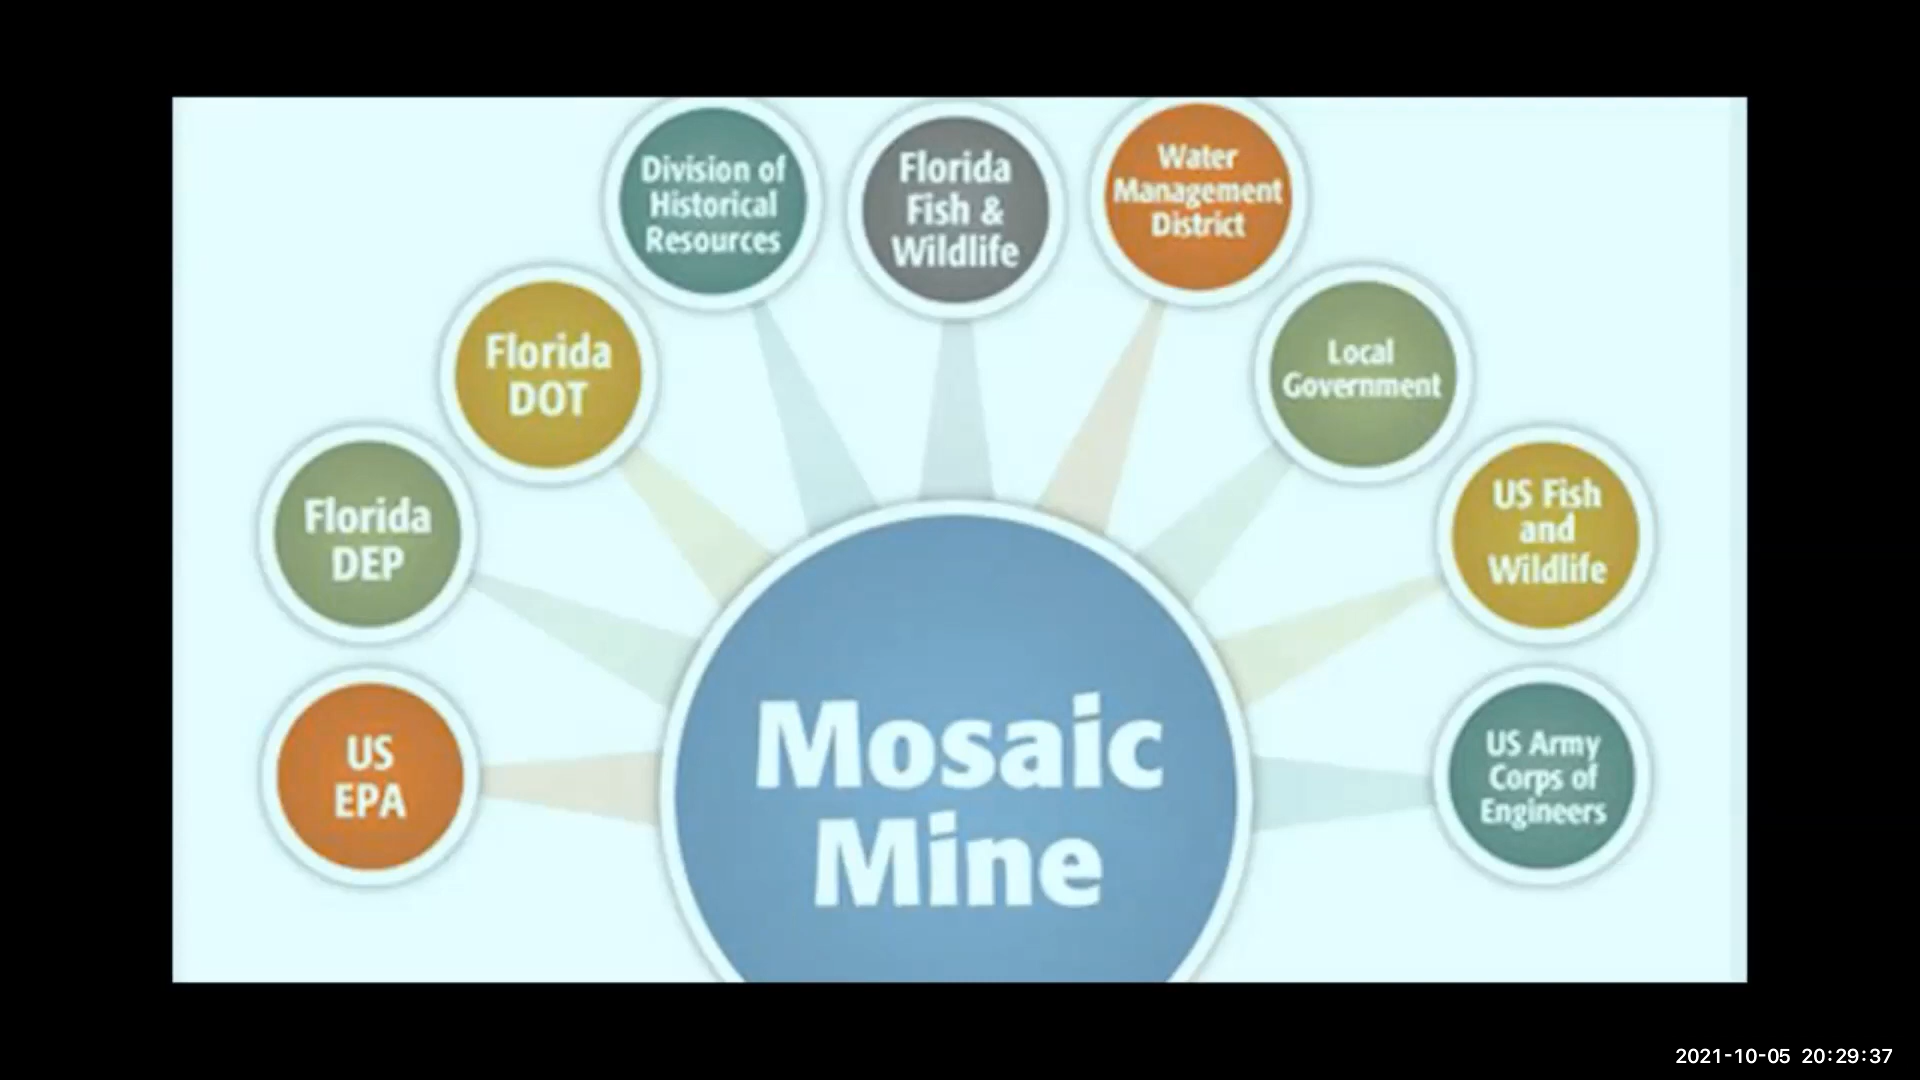 Division of
Historical
Resources
Florida
Fish &
Wildlife
Water
Management
District
Florida
DOT
Local
Government
Florida
DEP
US Fish
and
Wildlife
US
EPA
Mosaic
Mine
US Army
Corps of
Engineers
2021-10-05 20:29:37